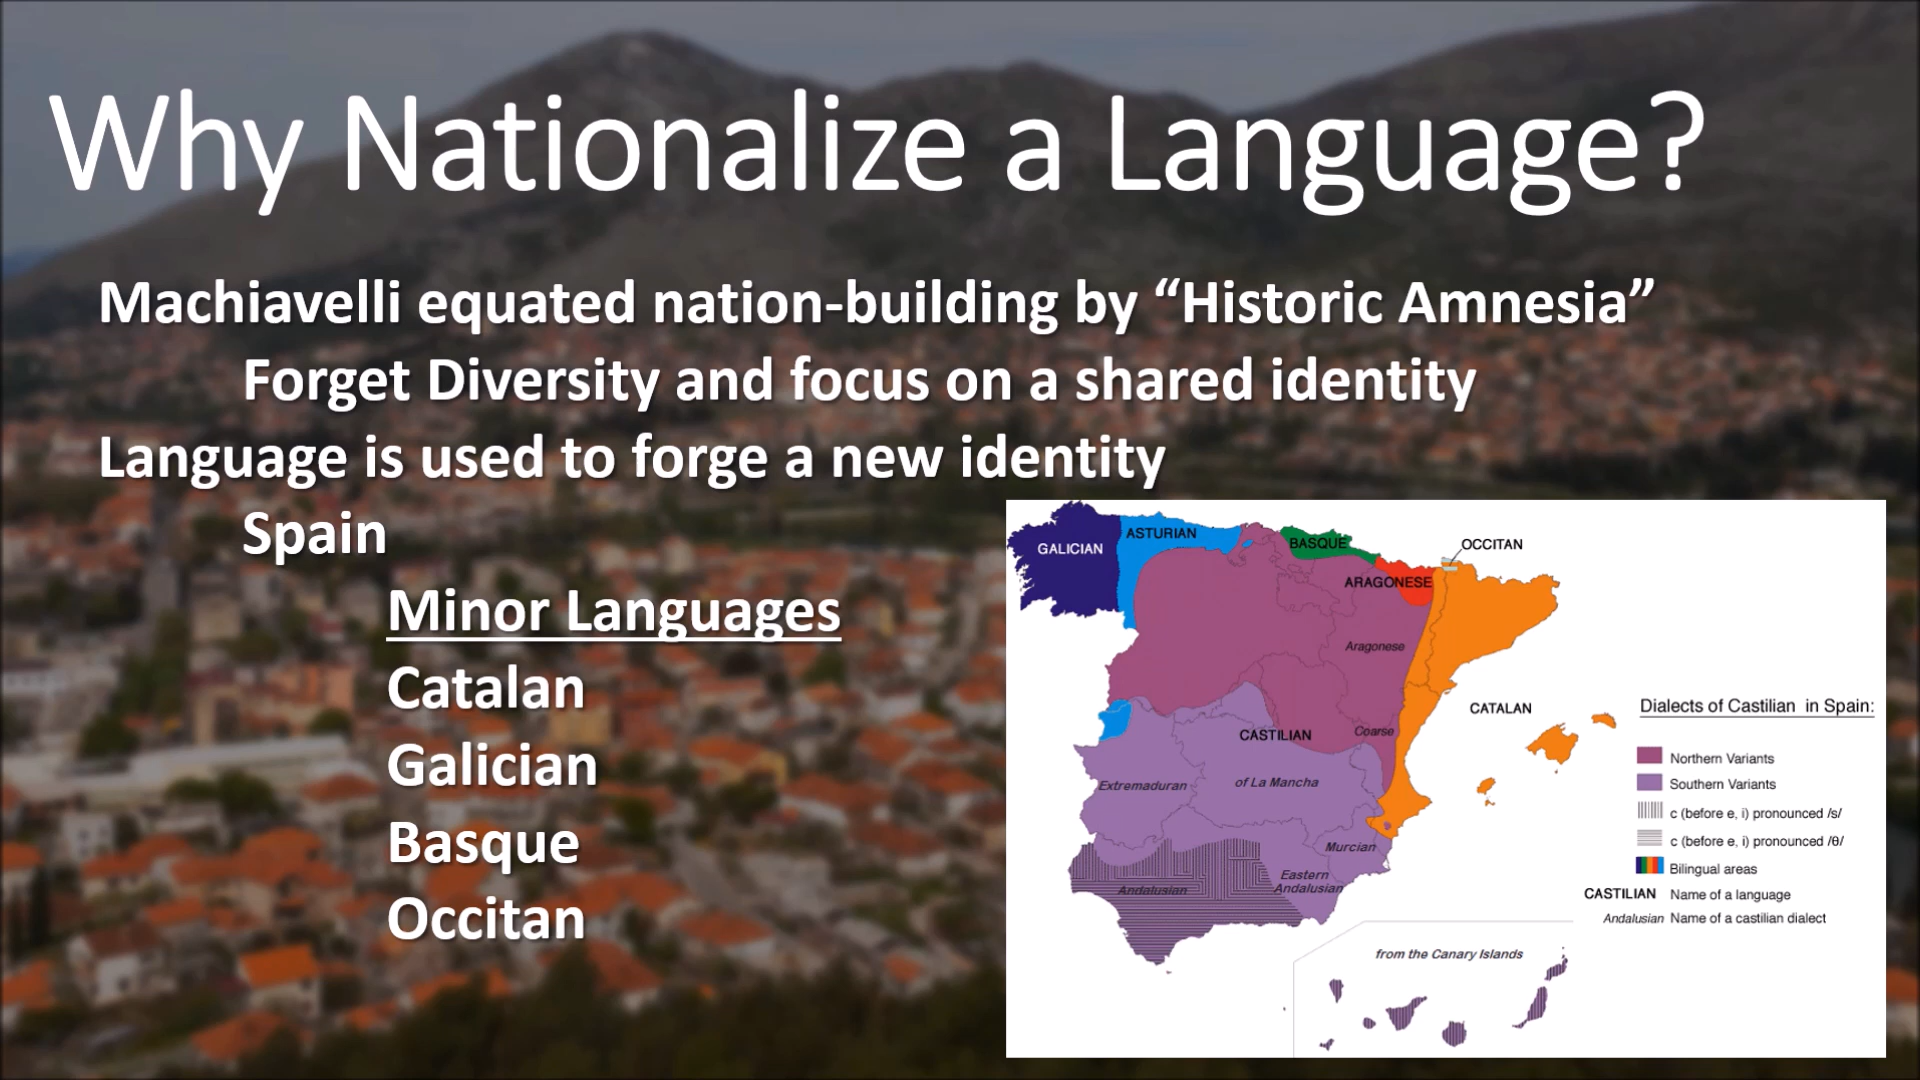 Why Nationalize a Language?
Machiavelli equated nation-building by “Historic Amnesia”
Forget Diversity and focus on a shared identity
Language is used to forge a new identity
Spain
Minor Languages
Catalan
Galician
Basque
Occitan
GALICIAN
ASTURIAN
BASQUE
OCCITAN
ARAGONESE
Aragonese
CATALAN
CASTILIAN
Coarse
Extremaduran
of La Mancha
Murcian
Eastern
Andalusian
Andalusian
Dialects of Castilian in Spain:
Northern Variants
Southern Variants
c (before e, i) pronounced /s/
c (before e, i) pronounced /θ/
Bilingual areas
CASTILIAN Name of a language
Andalusian Name of a castilian dialect
from the Canary Islands